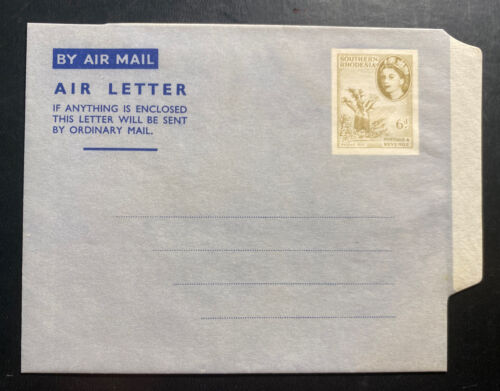 BY AIR MAIL
AIR LETTER
IF ANYTHING IS ENCLOSED
THIS LETTER WILL BE SENT
BY ORDINARY MAIL.
SOUTHERN
RHODESIA
6d
POSTAGE &
REVENUE